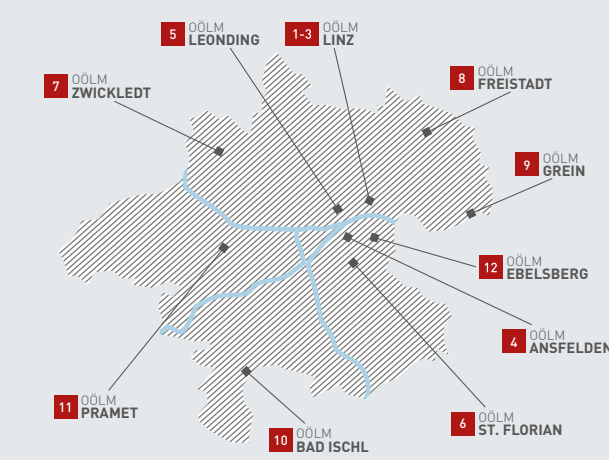 5 OÖLM
LEONDING
1-3 OÖLM
LINZ
7 OÖLM
ZWICKLEDT
8 OÖLM
FREISTADT
9 OÖLM
GREIN
12 OÖLM
EBELSBERG
4 OÖLM
ANSFELDEN
11 OÖLM
PRAMET
6 OÖLM
ST. FLORIAN
10 OÖLM
BAD ISCHL